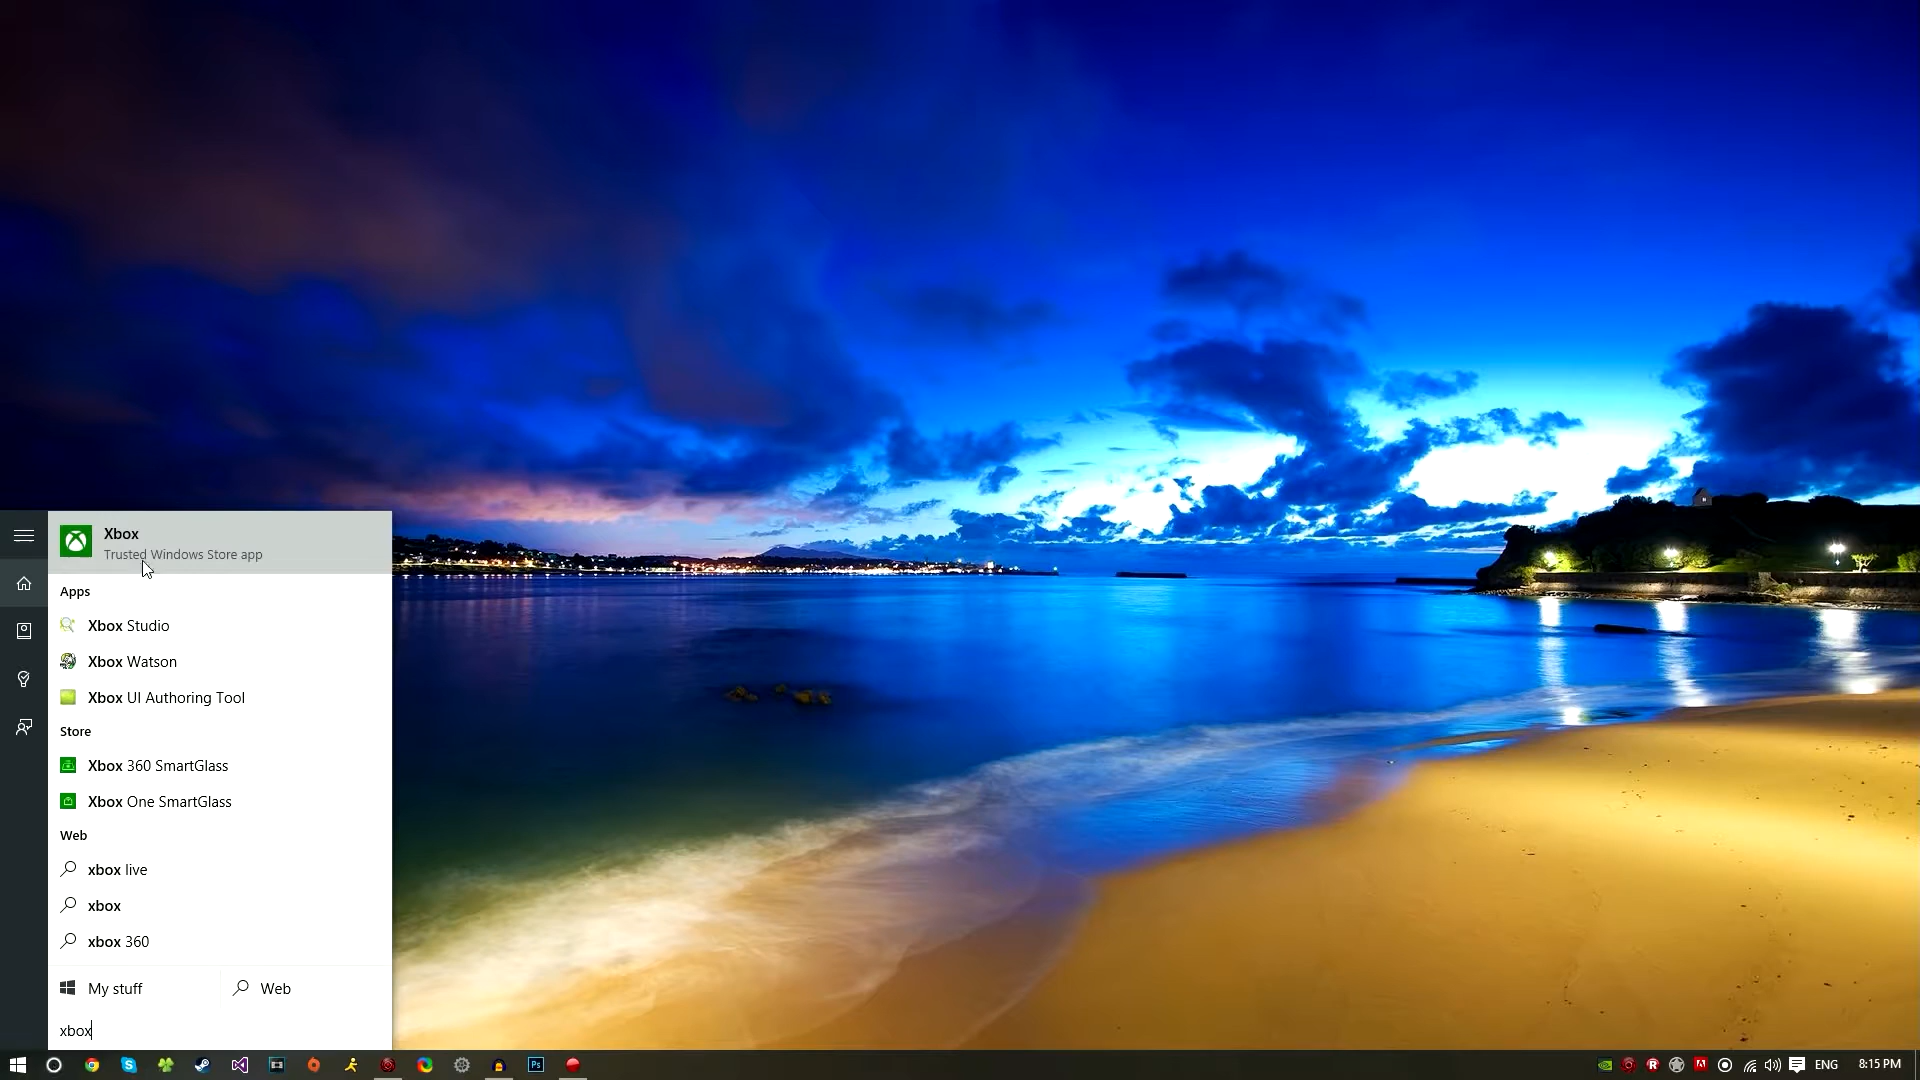 Xbox
Trusted Windows Store app
Apps
Xbox Studio
Xbox Watson
Xbox UI Authoring Tool
Store
Xbox 360 SmartGlass
Xbox One SmartGlass
Web
xbox live
xbox
xbox 360
My stuff
Web
xbox
Ps
ENG
8:15 PM